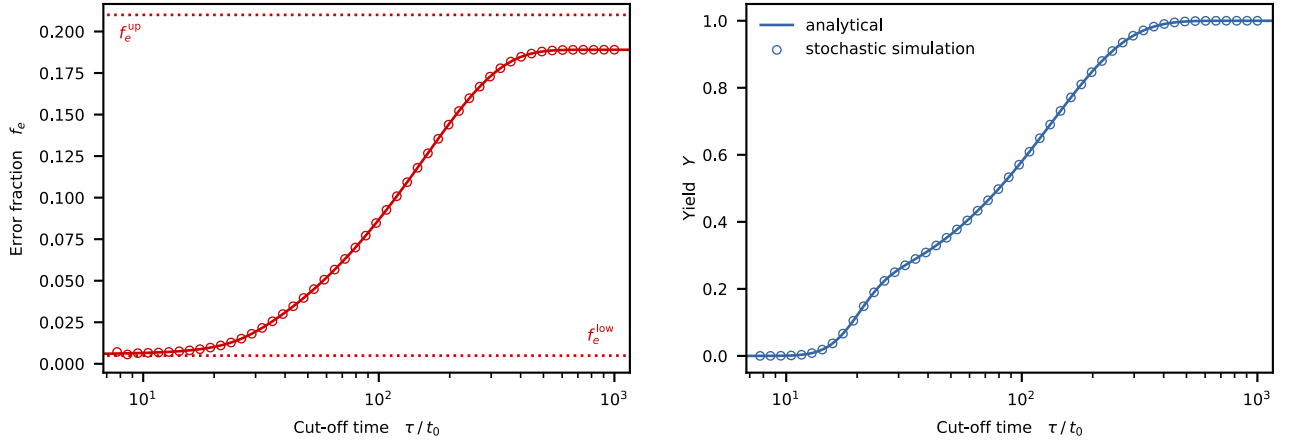 0.200
0.175
0.150
0.125
0.100
0.075
0.050
0.025
0.000
Error fraction f_e
f_e^up
f_e^low
10^1
10^2
10^3
Cut-off time τ / t_0
1.0
0.8
0.6
0.4
0.2
0.0
Yield Y
analytical
stochastic simulation
10^1
10^2
10^3
Cut-off time τ / t_0